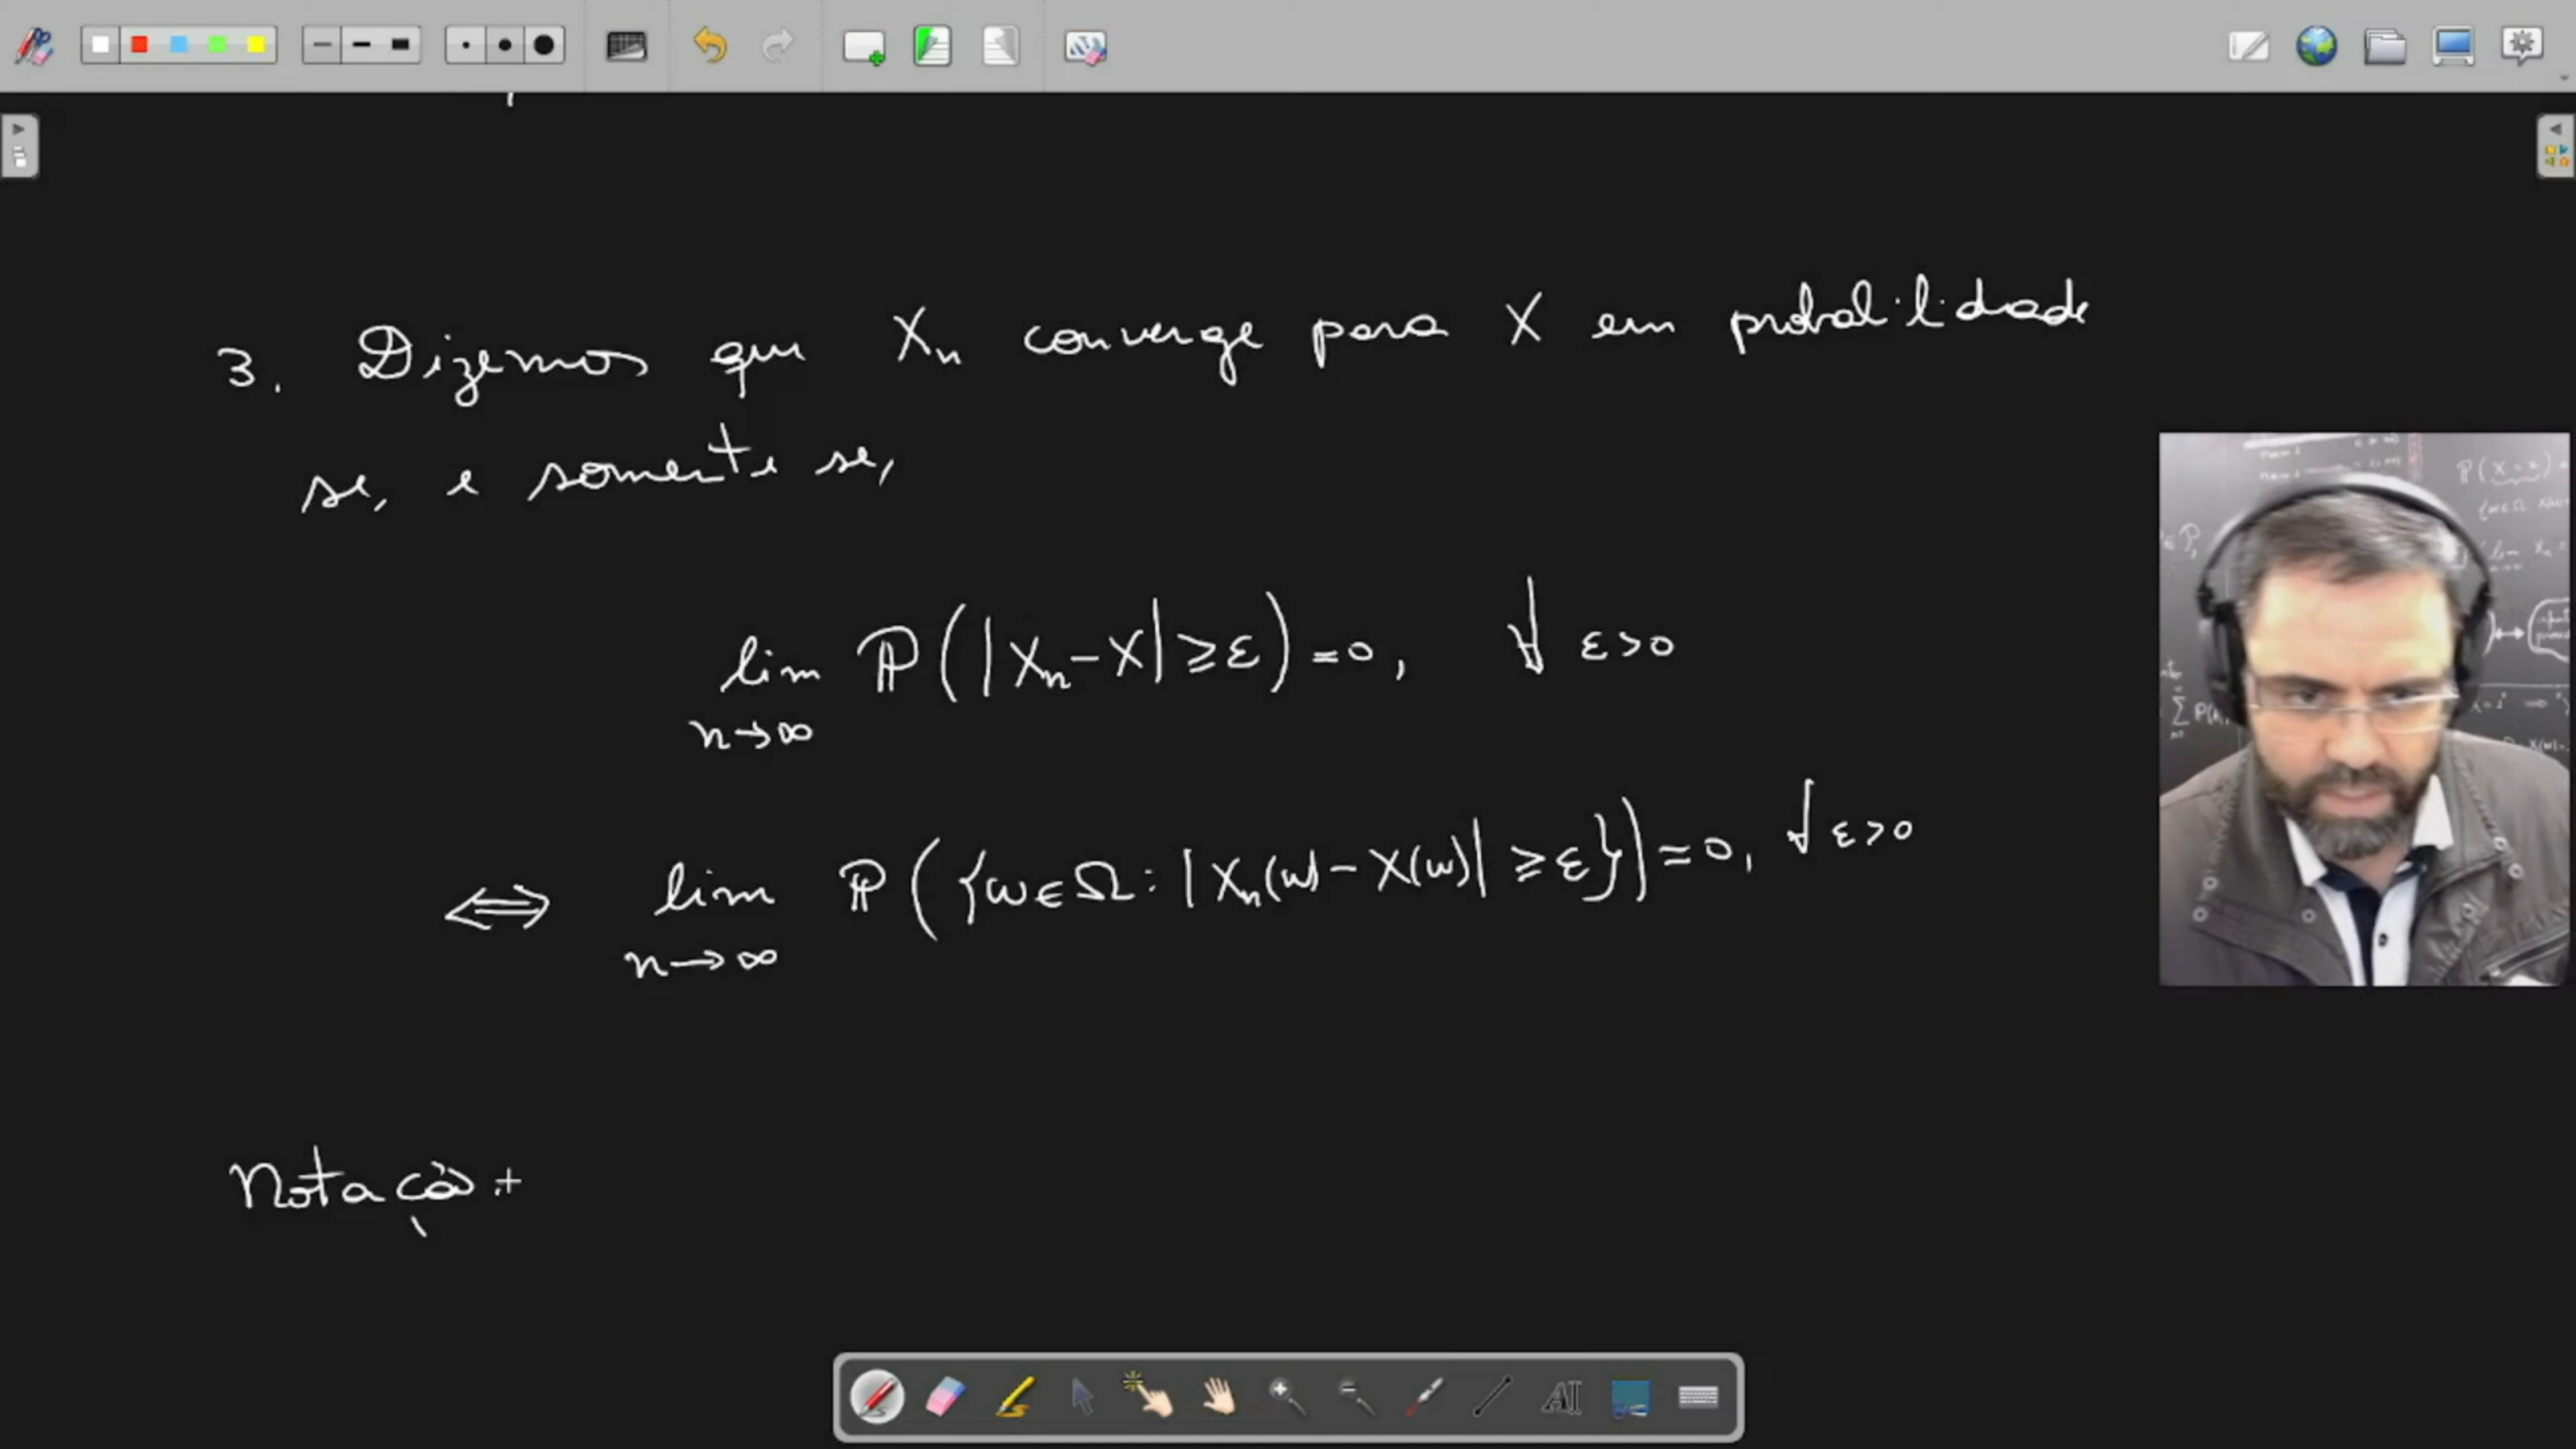 3. Dizemos que Xn converge para X em probabilidade
se, e somente se,
lim P(|Xn-X|≥ε)=0, ∀ ε>0
n→∞
⟺ lim P({ω∈Ω: |Xn(ω)-X(ω)| ≥ε})=0, ∀ ε>0
n→∞
Notação